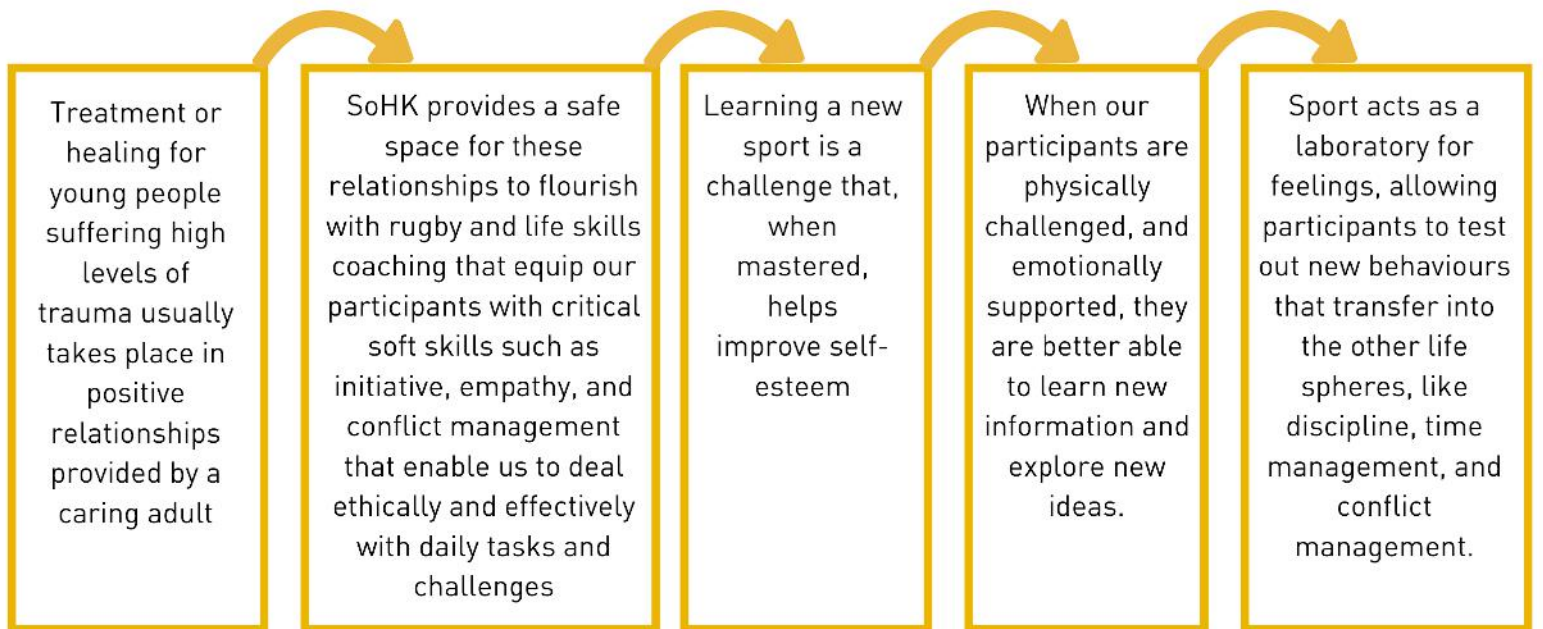 Treatment or
healing for
young people
suffering high
levels of
trauma usually
takes place in
positive
relationships
provided by a
caring adult
SoHK provides a safe
space for these
relationships to flourish
with rugby and life skills
coaching that equip our
participants with critical
soft skills such as
initiative, empathy, and
conflict management
that enable us to deal
ethically and effectively
with daily tasks and
challenges
Learning a new
sport is a
challenge that,
when
mastered,
helps
improve self-
esteem
When our
participants are
physically
challenged, and
emotionally
supported, they
are better able
to learn new
information and
explore new
ideas.
Sport acts as a
laboratory for
feelings, allowing
participants to test
out new behaviours
that transfer into
the other life
spheres, like
discipline, time
management, and
conflict
management.